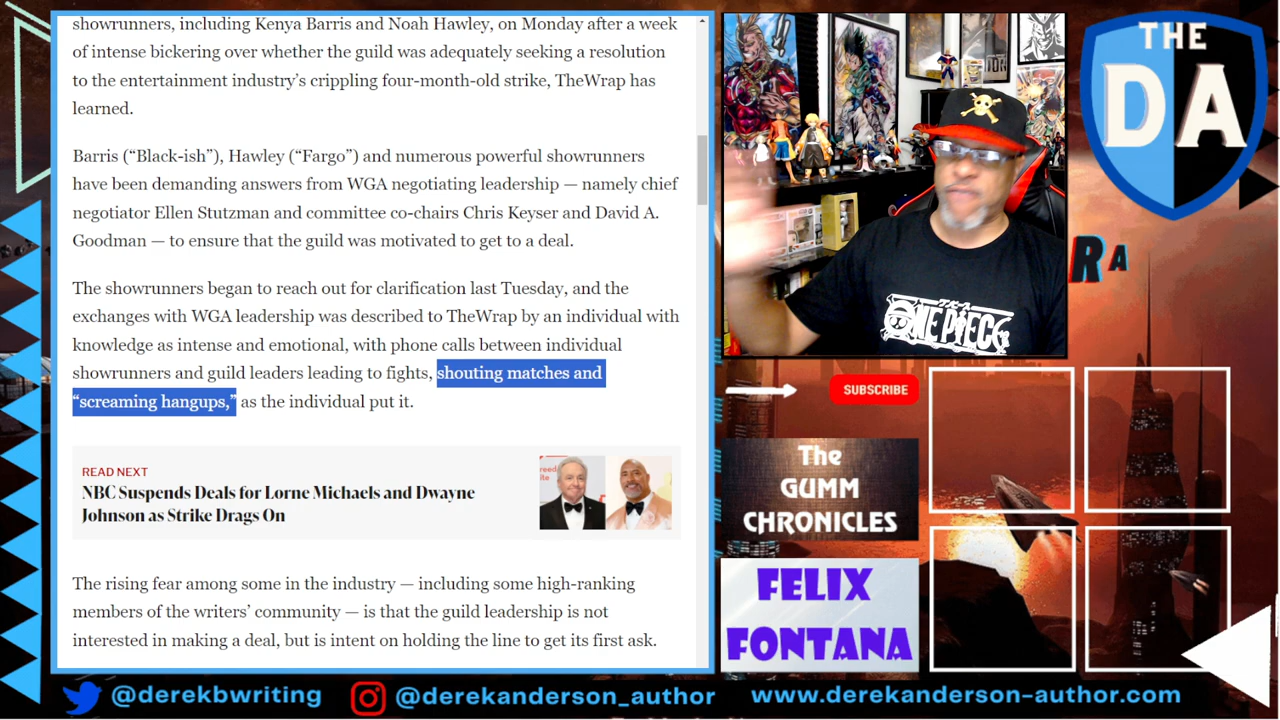 showrunners, including Kenya Barris and Noah Hawley, on Monday after a week
of intense bickering over whether the guild was adequately seeking a resolution
to the entertainment industry’s crippling four-month-old strike, TheWrap has
learned.
Barris (“Black-ish”), Hawley (“Fargo”) and numerous powerful showrunners
have been demanding answers from WGA negotiating leadership — namely chief
negotiator Ellen Stutzman and committee co-chairs Chris Keyser and David A.
Goodman — to ensure that the guild was motivated to get to a deal.
The showrunners began to reach out for clarification last Tuesday, and the
exchanges with WGA leadership was described to TheWrap by an individual with
knowledge as intense and emotional, with phone calls between individual
showrunners and guild leaders leading to fights, shouting matches and
“screaming hangups,” as the individual put it.
READ NEXT
NBC Suspends Deals for Lorne Michaels and Dwayne
Johnson as Strike Drags On
The rising fear among some in the industry — including some high-ranking
members of the writers’ community — is that the guild leadership is not
interested in making a deal, but is intent on holding the line to get its first ask.
ONE PIECE
THE
DA
RA
SUBSCRIBE
The
GUMM
CHRONICLES
FELIX
FONTANA
@derekbwriting
@derekanderson_author
www.derekanderson-author.com